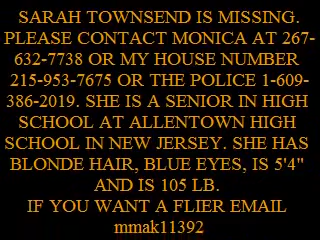 SARAH TOWNSEND IS MISSING.
PLEASE CONTACT MONICA AT 267-
632-7738 OR MY HOUSE NUMBER
215-953-7675 OR THE POLICE 1-609-
386-2019. SHE IS A SENIOR IN HIGH
SCHOOL AT ALLENTOWN HIGH
SCHOOL IN NEW JERSEY. SHE HAS
BLONDE HAIR, BLUE EYES, IS 5'4"
AND IS 105 LB.
IF YOU WANT A FLIER EMAIL
mmak11392